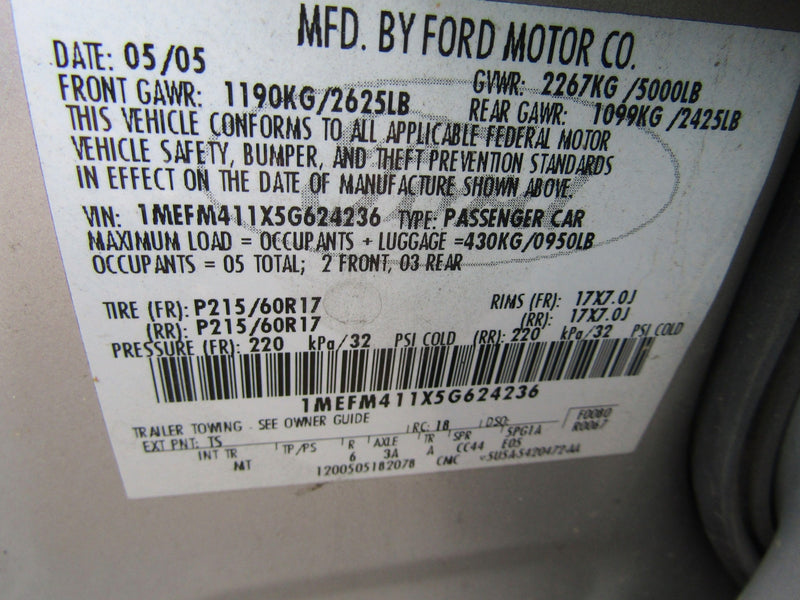 MFD. BY FORD MOTOR CO.
DATE: 05/05 GVWR: 2267KG /5000LB
FRONT GAWR: 1190KG/2625LB REAR GAWR: 1099KG /2425LB
THIS VEHICLE CONFORMS TO ALL APPLICABLE FEDERAL MOTOR
VEHICLE SAFETY, BUMPER, AND THEFT PREVENTION STANDARDS
IN EFFECT ON THE DATE OF MANUFACTURE SHOWN ABOVE.
VIN: 1MEFM411X5G624236 TYPE: PASSENGER CAR
MAXIMUM LOAD = OCCUPANTS + LUGGAGE =430KG/0950LB
OCCUPANTS = 05 TOTAL; 2 FRONT, 03 REAR
TIRE (FR): P215/60R17 RIMS (FR): 17X7.0J
(RR): P215/60R17 (RR): 17X7.0J
PRESSURE (FR): 220 kPa/32 PSI COLD (RR): 220 kPa/32 PSI COLD
1MEFM411X5G624236
TRAILER TOWING - SEE OWNER GUIDE RC: 18 DSO: F0080
EXT PNT: TS SPG1A R0067
INT TR TP/PS R AXLE TR SPR E05
MT 6 3A A CC44
1200505182078 CMC